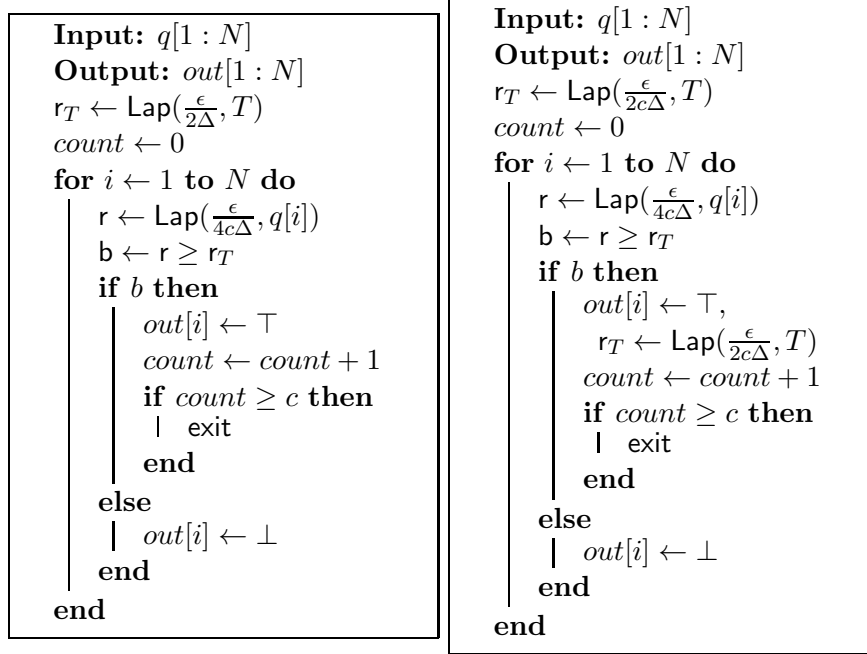 Input: q[1 : N]
Output: out[1 : N]
r_T ← Lap(ϵ/2Δ, T)
count ← 0
for i ← 1 to N do
r ← Lap(ϵ/4cΔ, q[i])
b ← r ≥ r_T
if b then
out[i] ← ⊤
count ← count + 1
if count ≥ c then
exit
end
else
out[i] ← ⊥
end
end
Input: q[1 : N]
Output: out[1 : N]
r_T ← Lap(ϵ/2cΔ, T)
count ← 0
for i ← 1 to N do
r ← Lap(ϵ/4cΔ, q[i])
b ← r ≥ r_T
if b then
out[i] ← ⊤,
r_T ← Lap(ϵ/2cΔ, T)
count ← count + 1
if count ≥ c then
exit
end
else
out[i] ← ⊥
end
end